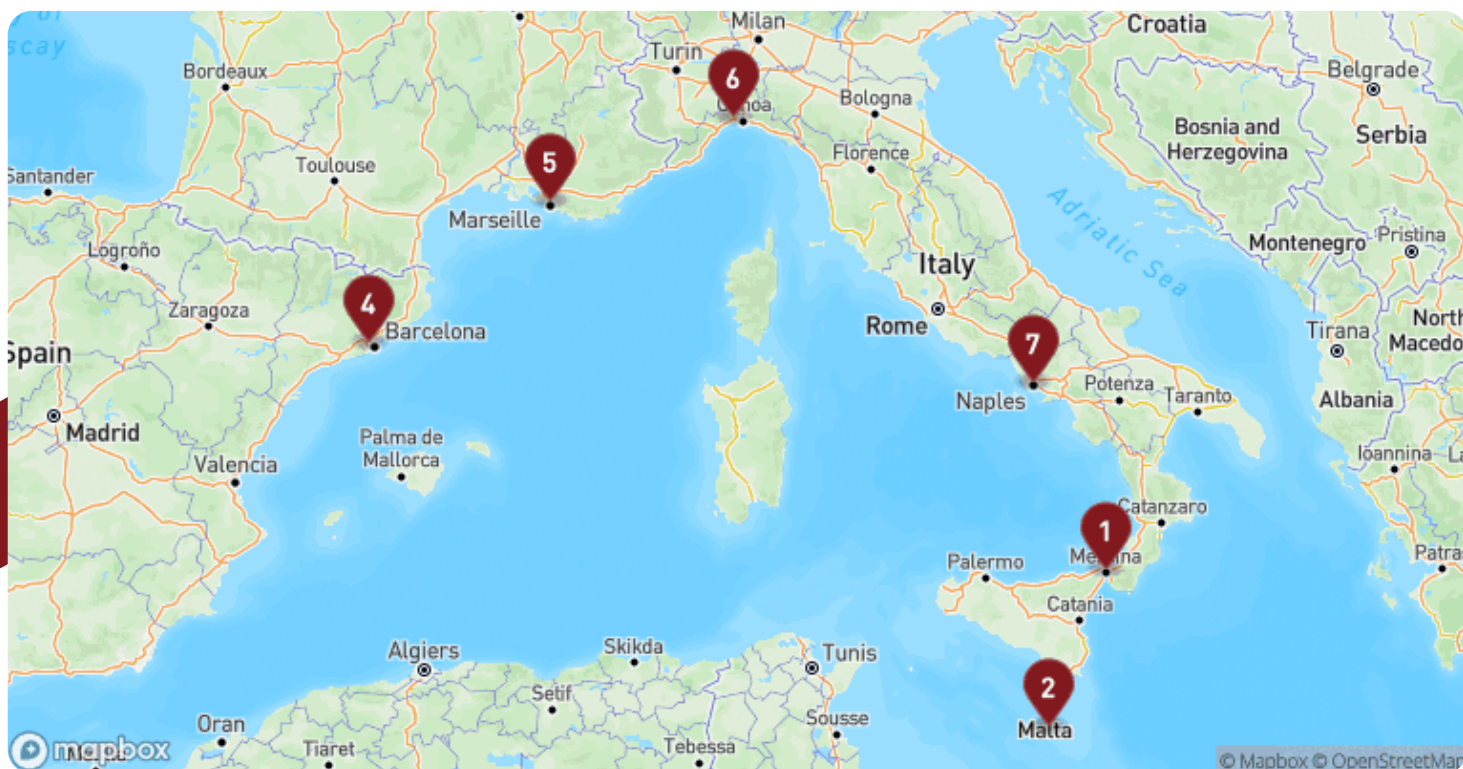 Milan
Croatia
scay
Turin
Bordeaux
6
Belgrade
Bologna
Bosnia and
Herzegovina
Serbia
5
Florence
Toulouse
Santander
Marseille
Adriatic Sea
Logroño
Montenegro
Pristina
Italy
4
Zaragoza
Barcelona
Rome
7
Tirana
North
Macedo
Spain
Naples
Potenza
Taranto
Albania
Madrid
Palma de
Mallorca
Valencia
Ioannina
1
Catanzaro
Palermo
Patra
Catania
Algiers
Skikda
Tunis
2
Setif
Malta
Oran
Sousse
mapbox
Tiaret
Tebessa
© Mapbox © OpenStreetMap